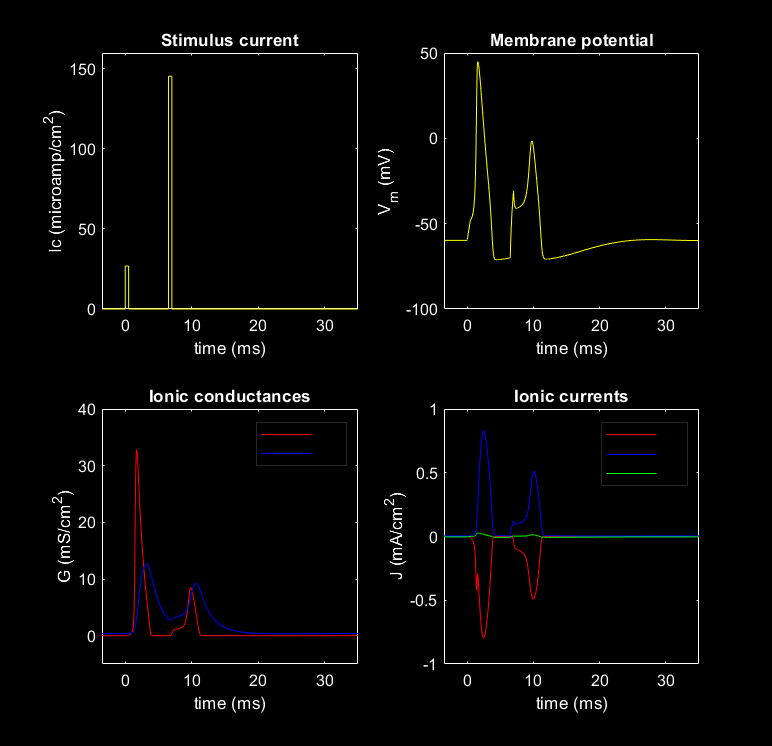 Stimulus current
Ic (microamp/cm²)
150
100
50
0
0 10 20 30
time (ms)
Membrane potential
Vₘ (mV)
50
0
-50
-100
0 10 20 30
time (ms)
Ionic conductances
G (mS/cm²)
40
30
20
10
0
0 10 20 30
time (ms)
Ionic currents
J (mA/cm²)
1
0.5
0
-0.5
-1
0 10 20 30
time (ms)